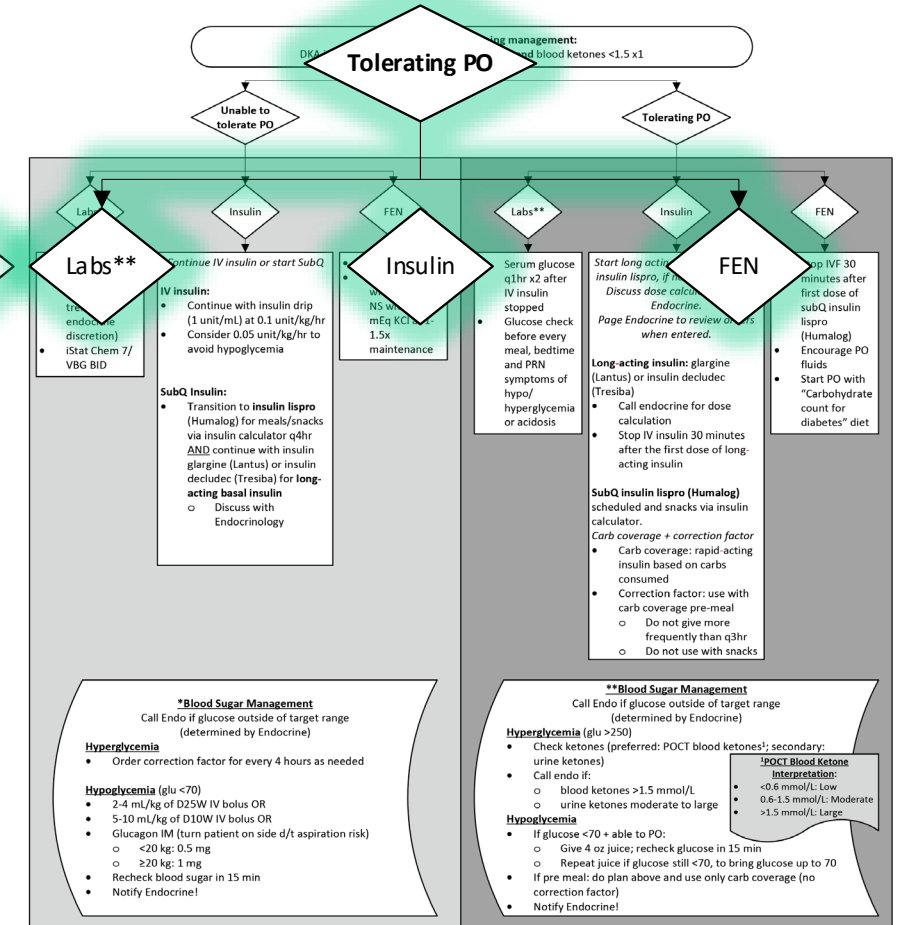 ing management:
DKA
and blood ketones <1.5 x1
Tolerating PO
Unable to
tolerate PO
Tolerating PO
Labs
Insulin
FEN
Labs**
Insulin
FEN
Labs**
Insulin
FEN
endocrine
discretion)
iStat Chem 7/
VBG BID
Continue IV insulin or start SubQ
IV insulin:
Continue with insulin drip
(1 unit/mL) at 0.1 unit/kg/hr
Consider 0.05 unit/kg/hr to
avoid hypoglycemia
SubQ Insulin:
Transition to insulin lispro
(Humalog) for meals/snacks
via insulin calculator q4hr
AND continue with insulin
glargine (Lantus) or insulin
decludec (Tresiba) for long-
acting basal insulin
Discuss with
Endocrinology
NS
mEq KCl
1.5x
maintenance
Serum glucose
q1hr x2 after
IV insulin
stopped
Glucose check
before every
meal, bedtime
and PRN
symptoms of
hypo/
hyperglycemia
or acidosis
Start long
insulin lispro, if
Discuss dose
Endocrine.
Page Endocrine to review
when entered.
Long-acting insulin: glargine
(Lantus) or insulin decludec
(Tresiba)
Call endocrine for dose
calculation
Stop IV insulin 30 minutes
after the first dose of long-
acting insulin
SubQ insulin lispro (Humalog)
scheduled and snacks via insulin
calculator.
Carb coverage + correction factor
Carb coverage: rapid-acting
insulin based on carbs
consumed
Correction factor: use with
carb coverage pre-meal
Do not give more
frequently than q3hr
Do not use with snacks
IVF 30
minutes after
first dose of
subQ insulin
lispro
(Humalog)
Encourage PO
fluids
Start PO with
“Carbohydrate
count for
diabetes” diet
*Blood Sugar Management
Call Endo if glucose outside of target range
(determined by Endocrine)
Hyperglycemia
Order correction factor for every 4 hours as needed
Hypoglycemia (glu <70)
2-4 mL/kg of D25W IV bolus OR
5-10 mL/kg of D10W IV bolus OR
Glucagon IM (turn patient on side d/t aspiration risk)
<20 kg: 0.5 mg
≥20 kg: 1 mg
Recheck blood sugar in 15 min
Notify Endocrine!
**Blood Sugar Management
Call Endo if glucose outside of target range
(determined by Endocrine)
Hyperglycemia (glu >250)
Check ketones (preferred: POCT blood ketones¹; secondary:
urine ketones)
Call endo if:
blood ketones >1.5 mmol/L
urine ketones moderate to large
Hypoglycemia
If glucose <70 + able to PO:
Give 4 oz juice; recheck glucose in 15 min
Repeat juice if glucose still <70, to bring glucose up to 70
If pre meal: do plan above and use only carb coverage (no
correction factor)
Notify Endocrine!
¹POCT Blood Ketone
Interpretation:
<0.6 mmol/L: Low
0.6-1.5 mmol/L: Moderate
>1.5 mmol/L: Large